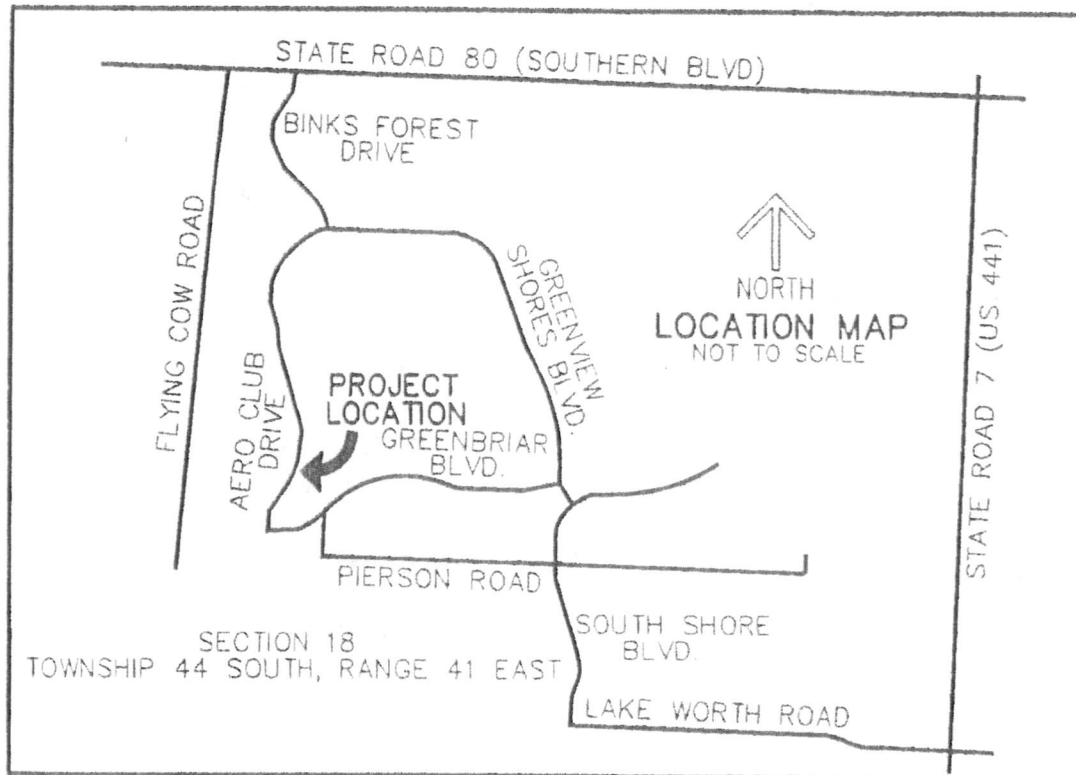 STATE ROAD 80 (SOUTHERN BLVD)
BINKS FOREST
DRIVE
FLYING COW ROAD
GREENVIEW
SHORES BLVD.
NORTH
LOCATION MAP
NOT TO SCALE
STATE ROAD 7 (US 441)
AERO CLUB
DRIVE
PROJECT
LOCATION
GREENBRIAR
BLVD.
PIERSON ROAD
SECTION 18
TOWNSHIP 44 SOUTH, RANGE 41 EAST
SOUTH SHORE
BLVD.
LAKE WORTH ROAD